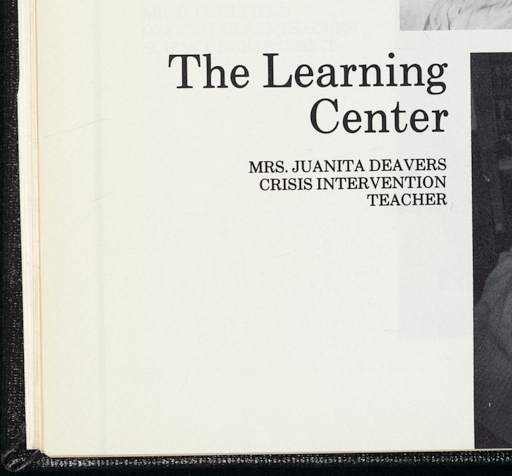 The Learning
Center
MRS. JUANITA DEAVERS
CRISIS INTERVENTION
TEACHER